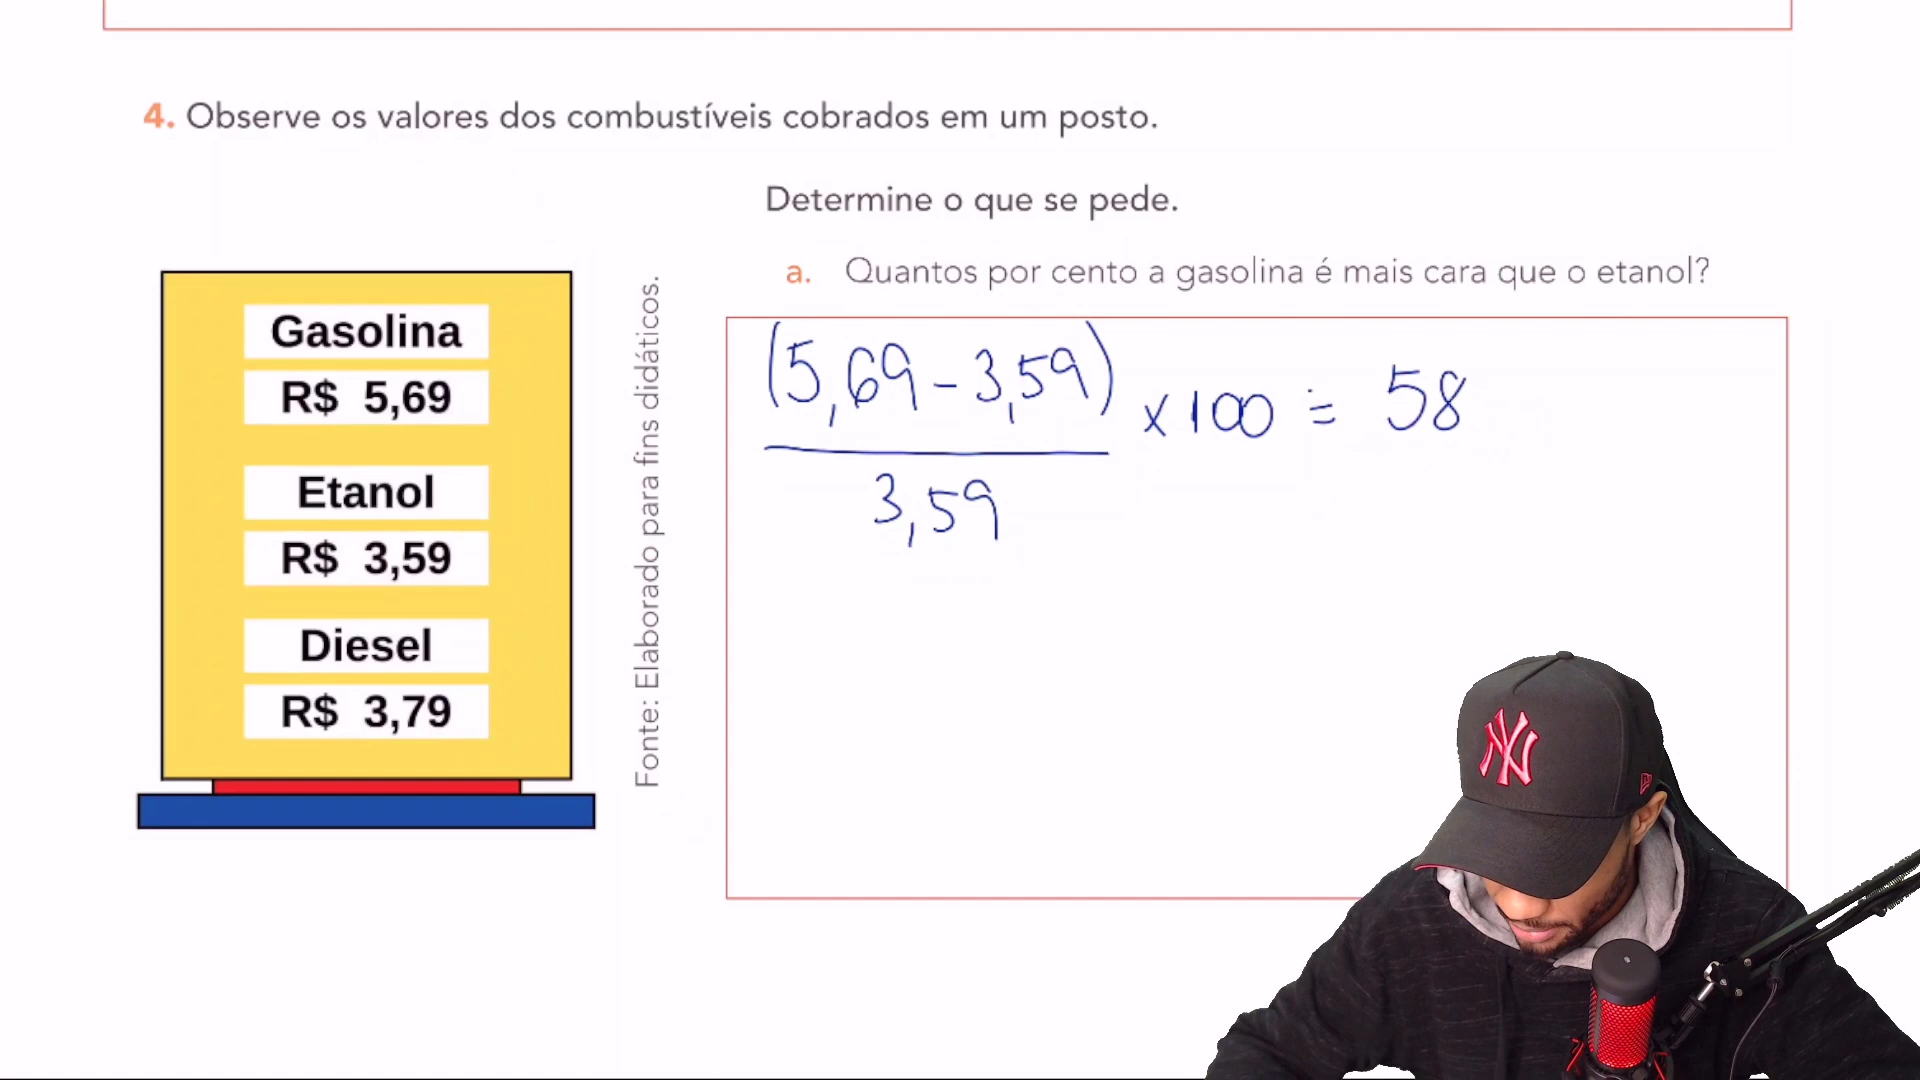 4. Observe os valores dos combustíveis cobrados em um posto.
Determine o que se pede.
a. Quantos por cento a gasolina é mais cara que o etanol?
Gasolina
R$ 5,69
Etanol
R$ 3,59
Diesel
R$ 3,79
Fonte: Elaborado para fins didáticos.
(5,69-3,59)
x 100 ≐ 58
3,59
NY